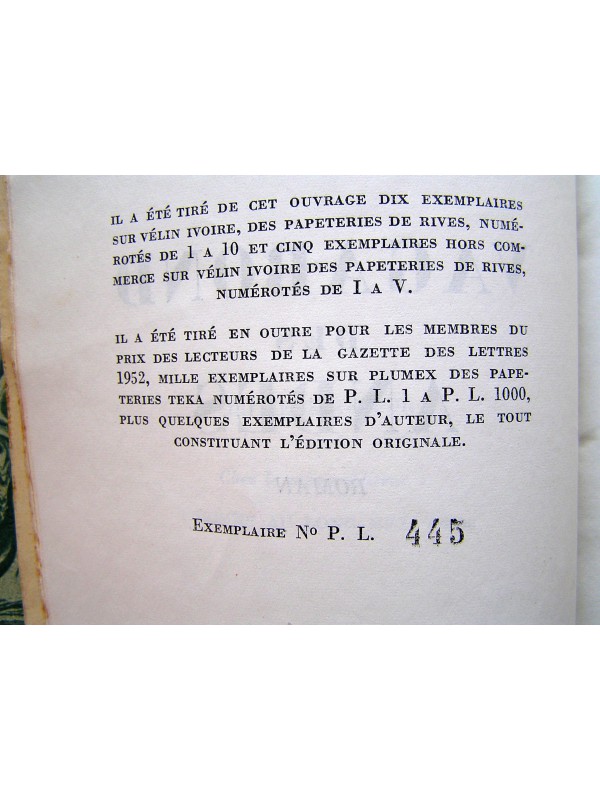 IL A ÉTÉ TIRÉ DE CET OUVRAGE DIX EXEMPLAIRES
SUR VÉLIN IVOIRE, DES PAPETERIES DE RIVES, NUMÉ-
ROTÉS DE 1 A 10 ET CINQ EXEMPLAIRES HORS COM-
MERCE SUR VÉLIN IVOIRE DES PAPETERIES DE RIVES,
NUMÉROTÉS DE I A V.
IL A ÉTÉ TIRÉ EN OUTRE POUR LES MEMBRES DU
PRIX DES LECTEURS DE LA GAZETTE DES LETTRES
1952, MILLE EXEMPLAIRES SUR PLUMEX DES PAPE-
TERIES TEKA NUMÉROTÉS DE P. L. 1 A P. L. 1000,
PLUS QUELQUES EXEMPLAIRES D'AUTEUR, LE TOUT
CONSTITUANT L'ÉDITION ORIGINALE.
ROMAN
EXEMPLAIRE NO P. L. 445